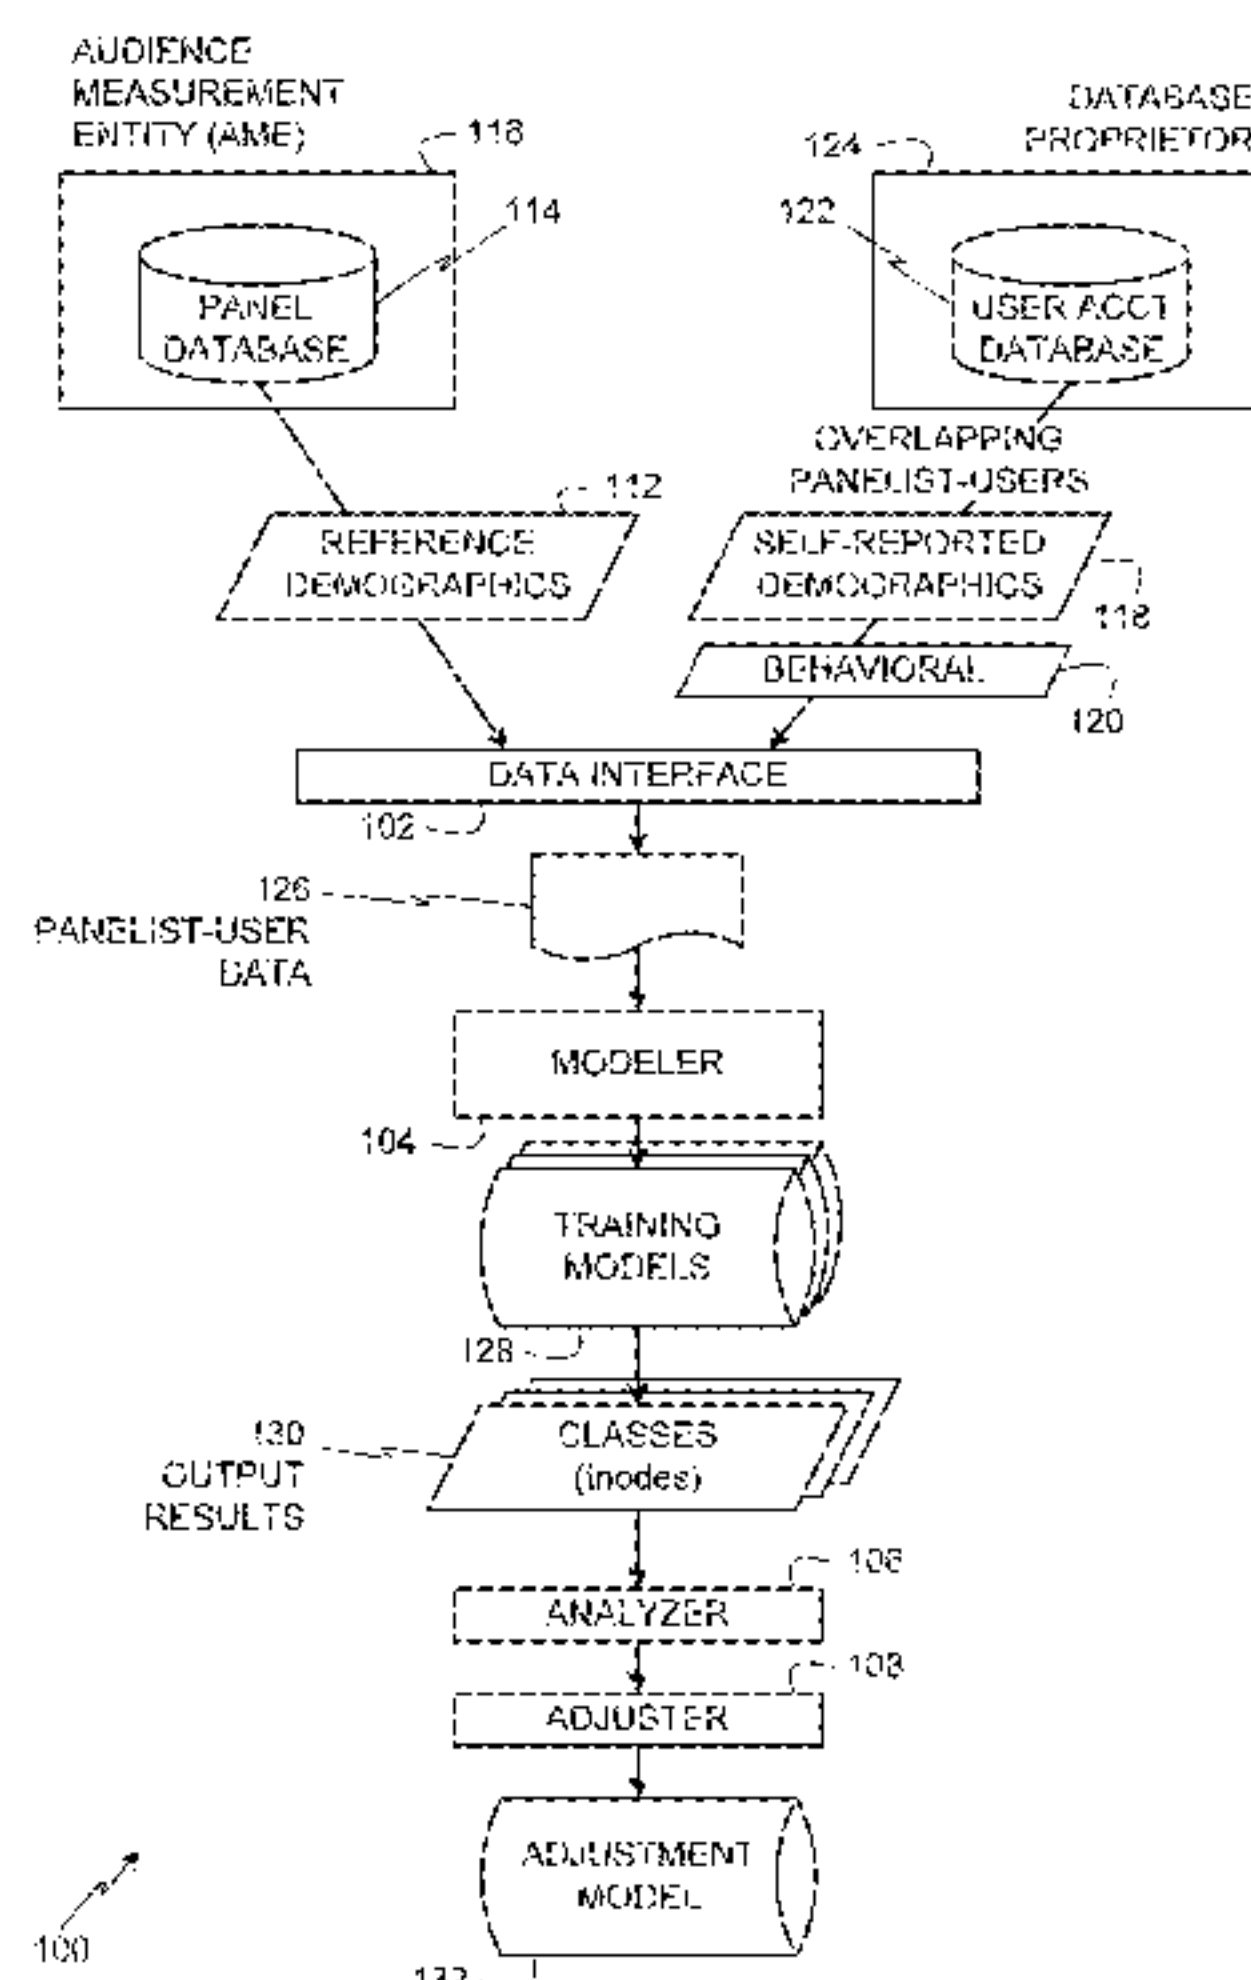 AUDIENCE
MEASUREMENT
ENTITY (AME)
116
114
PANEL
DATABASE
DATABASE
PROPRIETOR
124
122
USER ACCT
DATABASE
OVERLAPPING
PANELIST-USERS
112
REFERENCE
DEMOGRAPHICS
SELF-REPORTED
DEMOGRAPHICS
118
BEHAVIORAL
120
DATA INTERFACE
102
126
PANELIST-USER
DATA
MODELER
104
TRAINING
MODELS
128
130
OUTPUT
RESULTS
CLASSES
(inodes)
106
ANALYZER
108
ADJUSTER
ADJUSTMENT
MODEL
100